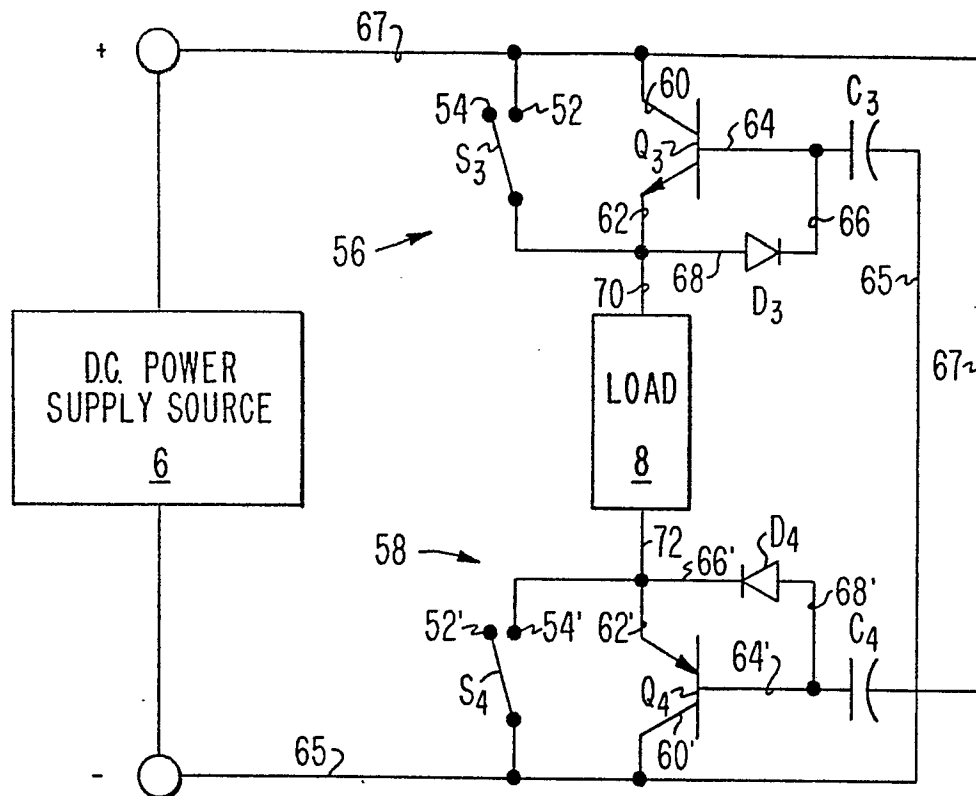 +
67
54
52
60
64
C3
S3
Q3
62
66
56
68
65
70
D3
D.C. POWER
SUPPLY SOURCE
6
LOAD
8
67
58
72
66'
D4
68'
52'
54'
62'
64'
C4
S4
Q4
60'
65
-